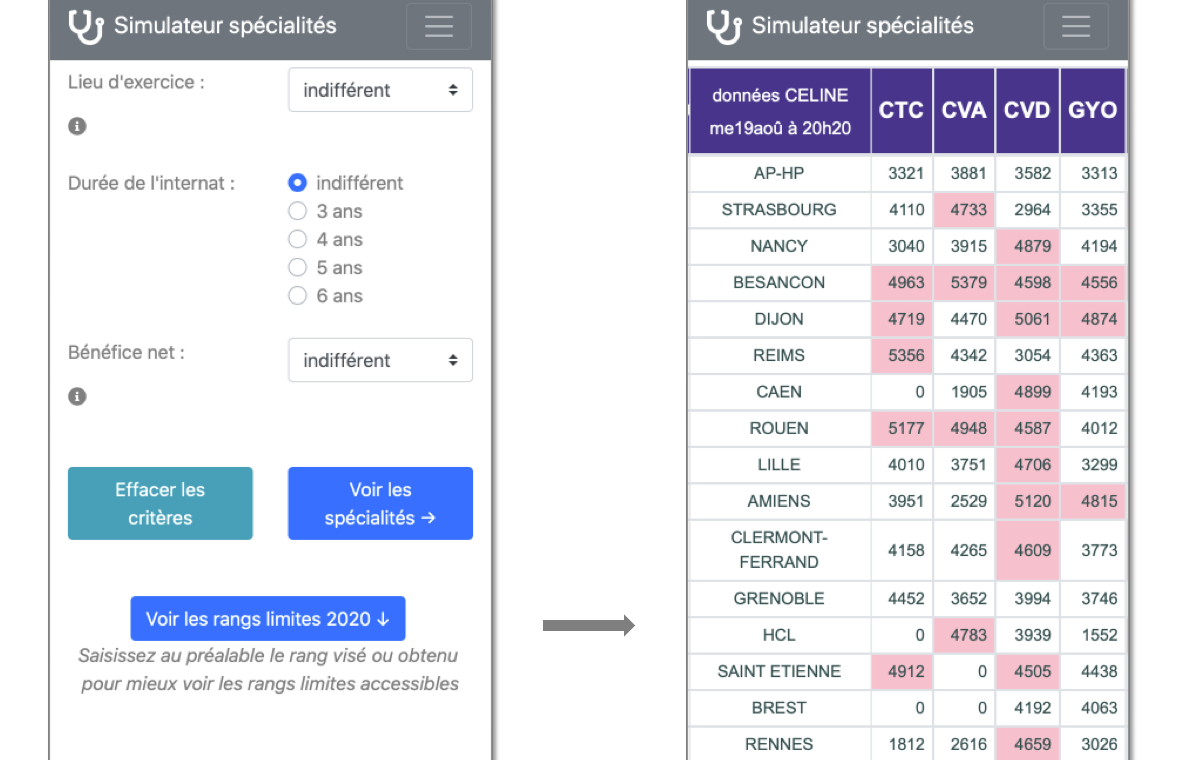 Simulateur spécialités
Lieu d'exercice :
indifférent
Durée de l'internat :
indifférent
3 ans
4 ans
5 ans
6 ans
Bénéfice net :
indifférent
Effacer les
critères
Voir les
spécialités →
Voir les rangs limites 2020 ↓
Saisissez au préalable le rang visé ou obtenu
pour mieux voir les rangs limites accessibles
Simulateur spécialités
données CELINE
me19aoû à 20h20
CTC CVA CVD GYO
AP-HP 3321 3881 3582 3313
STRASBOURG 4110 4733 2964 3355
NANCY 3040 3915 4879 4194
BESANCON 4963 5379 4598 4556
DIJON 4719 4470 5061 4874
REIMS 5356 4342 3054 4363
CAEN 0 1905 4899 4193
ROUEN 5177 4948 4587 4012
LILLE 4010 3751 4706 3299
AMIENS 3951 2529 5120 4815
CLERMONT-
FERRAND 4158 4265 4609 3773
GRENOBLE 4452 3652 3994 3746
HCL 0 4783 3939 1552
SAINT ETIENNE 4912 0 4505 4438
BREST 0 0 4192 4063
RENNES 1812 2616 4659 3026